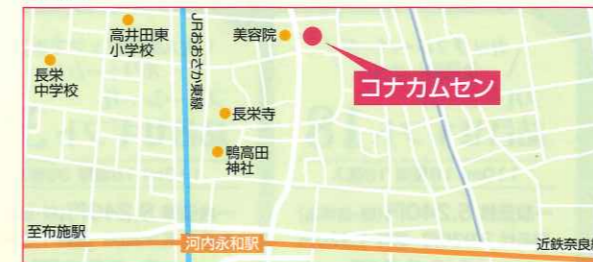 高井田東
小学校
美容院
長栄
中学校
JRおおさか東線
コナカムセン
長栄寺
鴨高田
神社
至布施駅
河内永和駅
近鉄奈良線